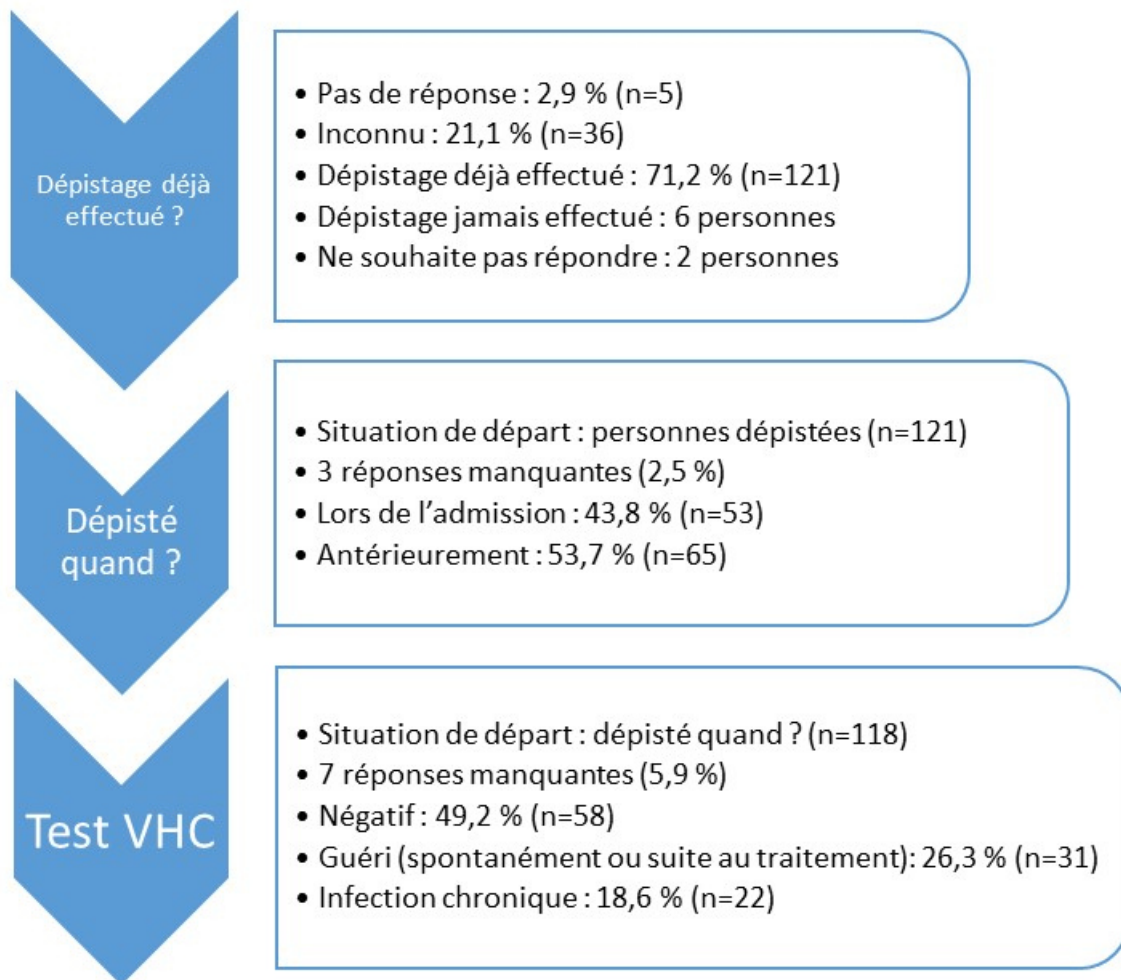 Dépistage déjà
effectué ?
• Pas de réponse : 2,9 % (n=5)
• Inconnu : 21,1 % (n=36)
• Dépistage déjà effectué : 71,2 % (n=121)
• Dépistage jamais effectué : 6 personnes
• Ne souhaite pas répondre : 2 personnes
Dépisté
quand ?
• Situation de départ : personnes dépistées (n=121)
• 3 réponses manquantes (2,5 %)
• Lors de l’admission : 43,8 % (n=53)
• Antérieurement : 53,7 % (n=65)
Test VHC
• Situation de départ : dépisté quand ? (n=118)
• 7 réponses manquantes (5,9 %)
• Négatif : 49,2 % (n=58)
• Guéri (spontanément ou suite au traitement): 26,3 % (n=31)
• Infection chronique : 18,6 % (n=22)